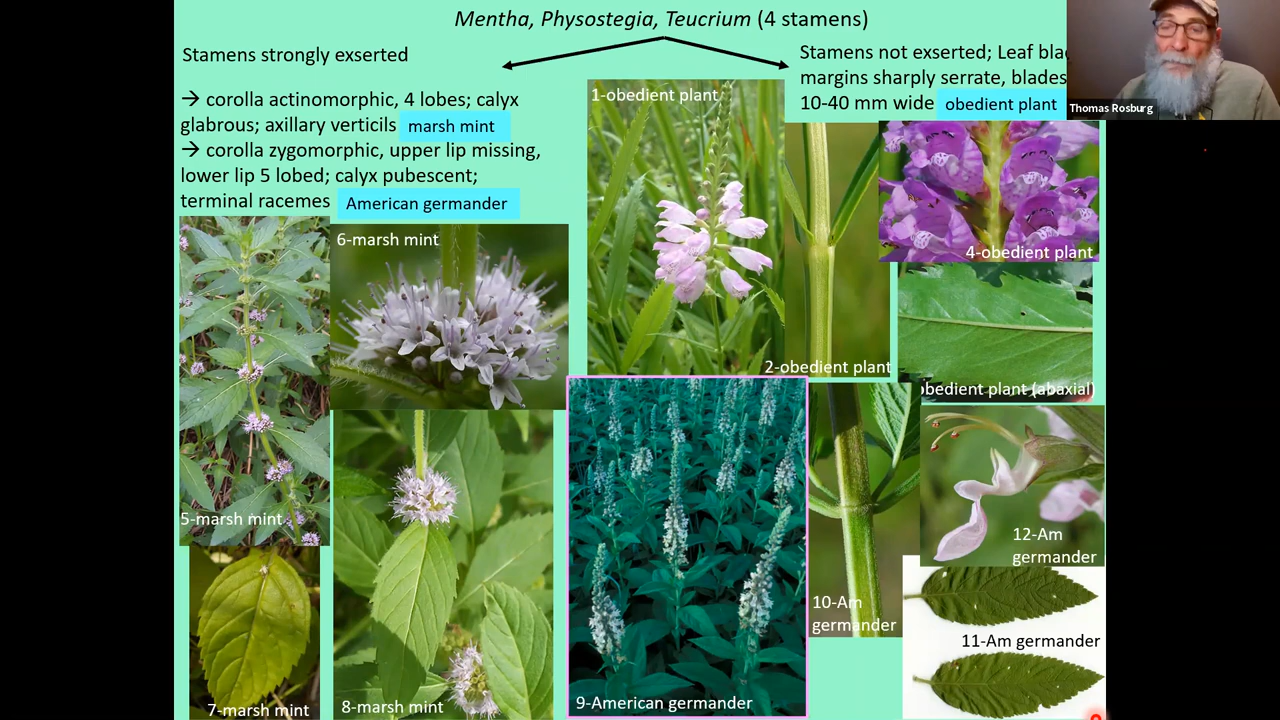 Mentha, Physostegia, Teucrium (4 stamens)
Stamens strongly exserted
→ corolla actinomorphic, 4 lobes; calyx
glabrous; axillary verticils marsh mint
→ corolla zygomorphic, upper lip missing,
lower lip 5 lobed; calyx pubescent;
terminal racemes American germander
Stamens not exserted; Leaf
margins sharply serrate, blades
10-40 mm wide obedient plant
Thomas Rosburg
1-obedient plant
2-obedient plant
4-obedient plant
plant (abaxial)
5-marsh mint
6-marsh mint
7-marsh mint
8-marsh mint
9-American germander
10-Am
germander
12-Am
germander
11-Am germander